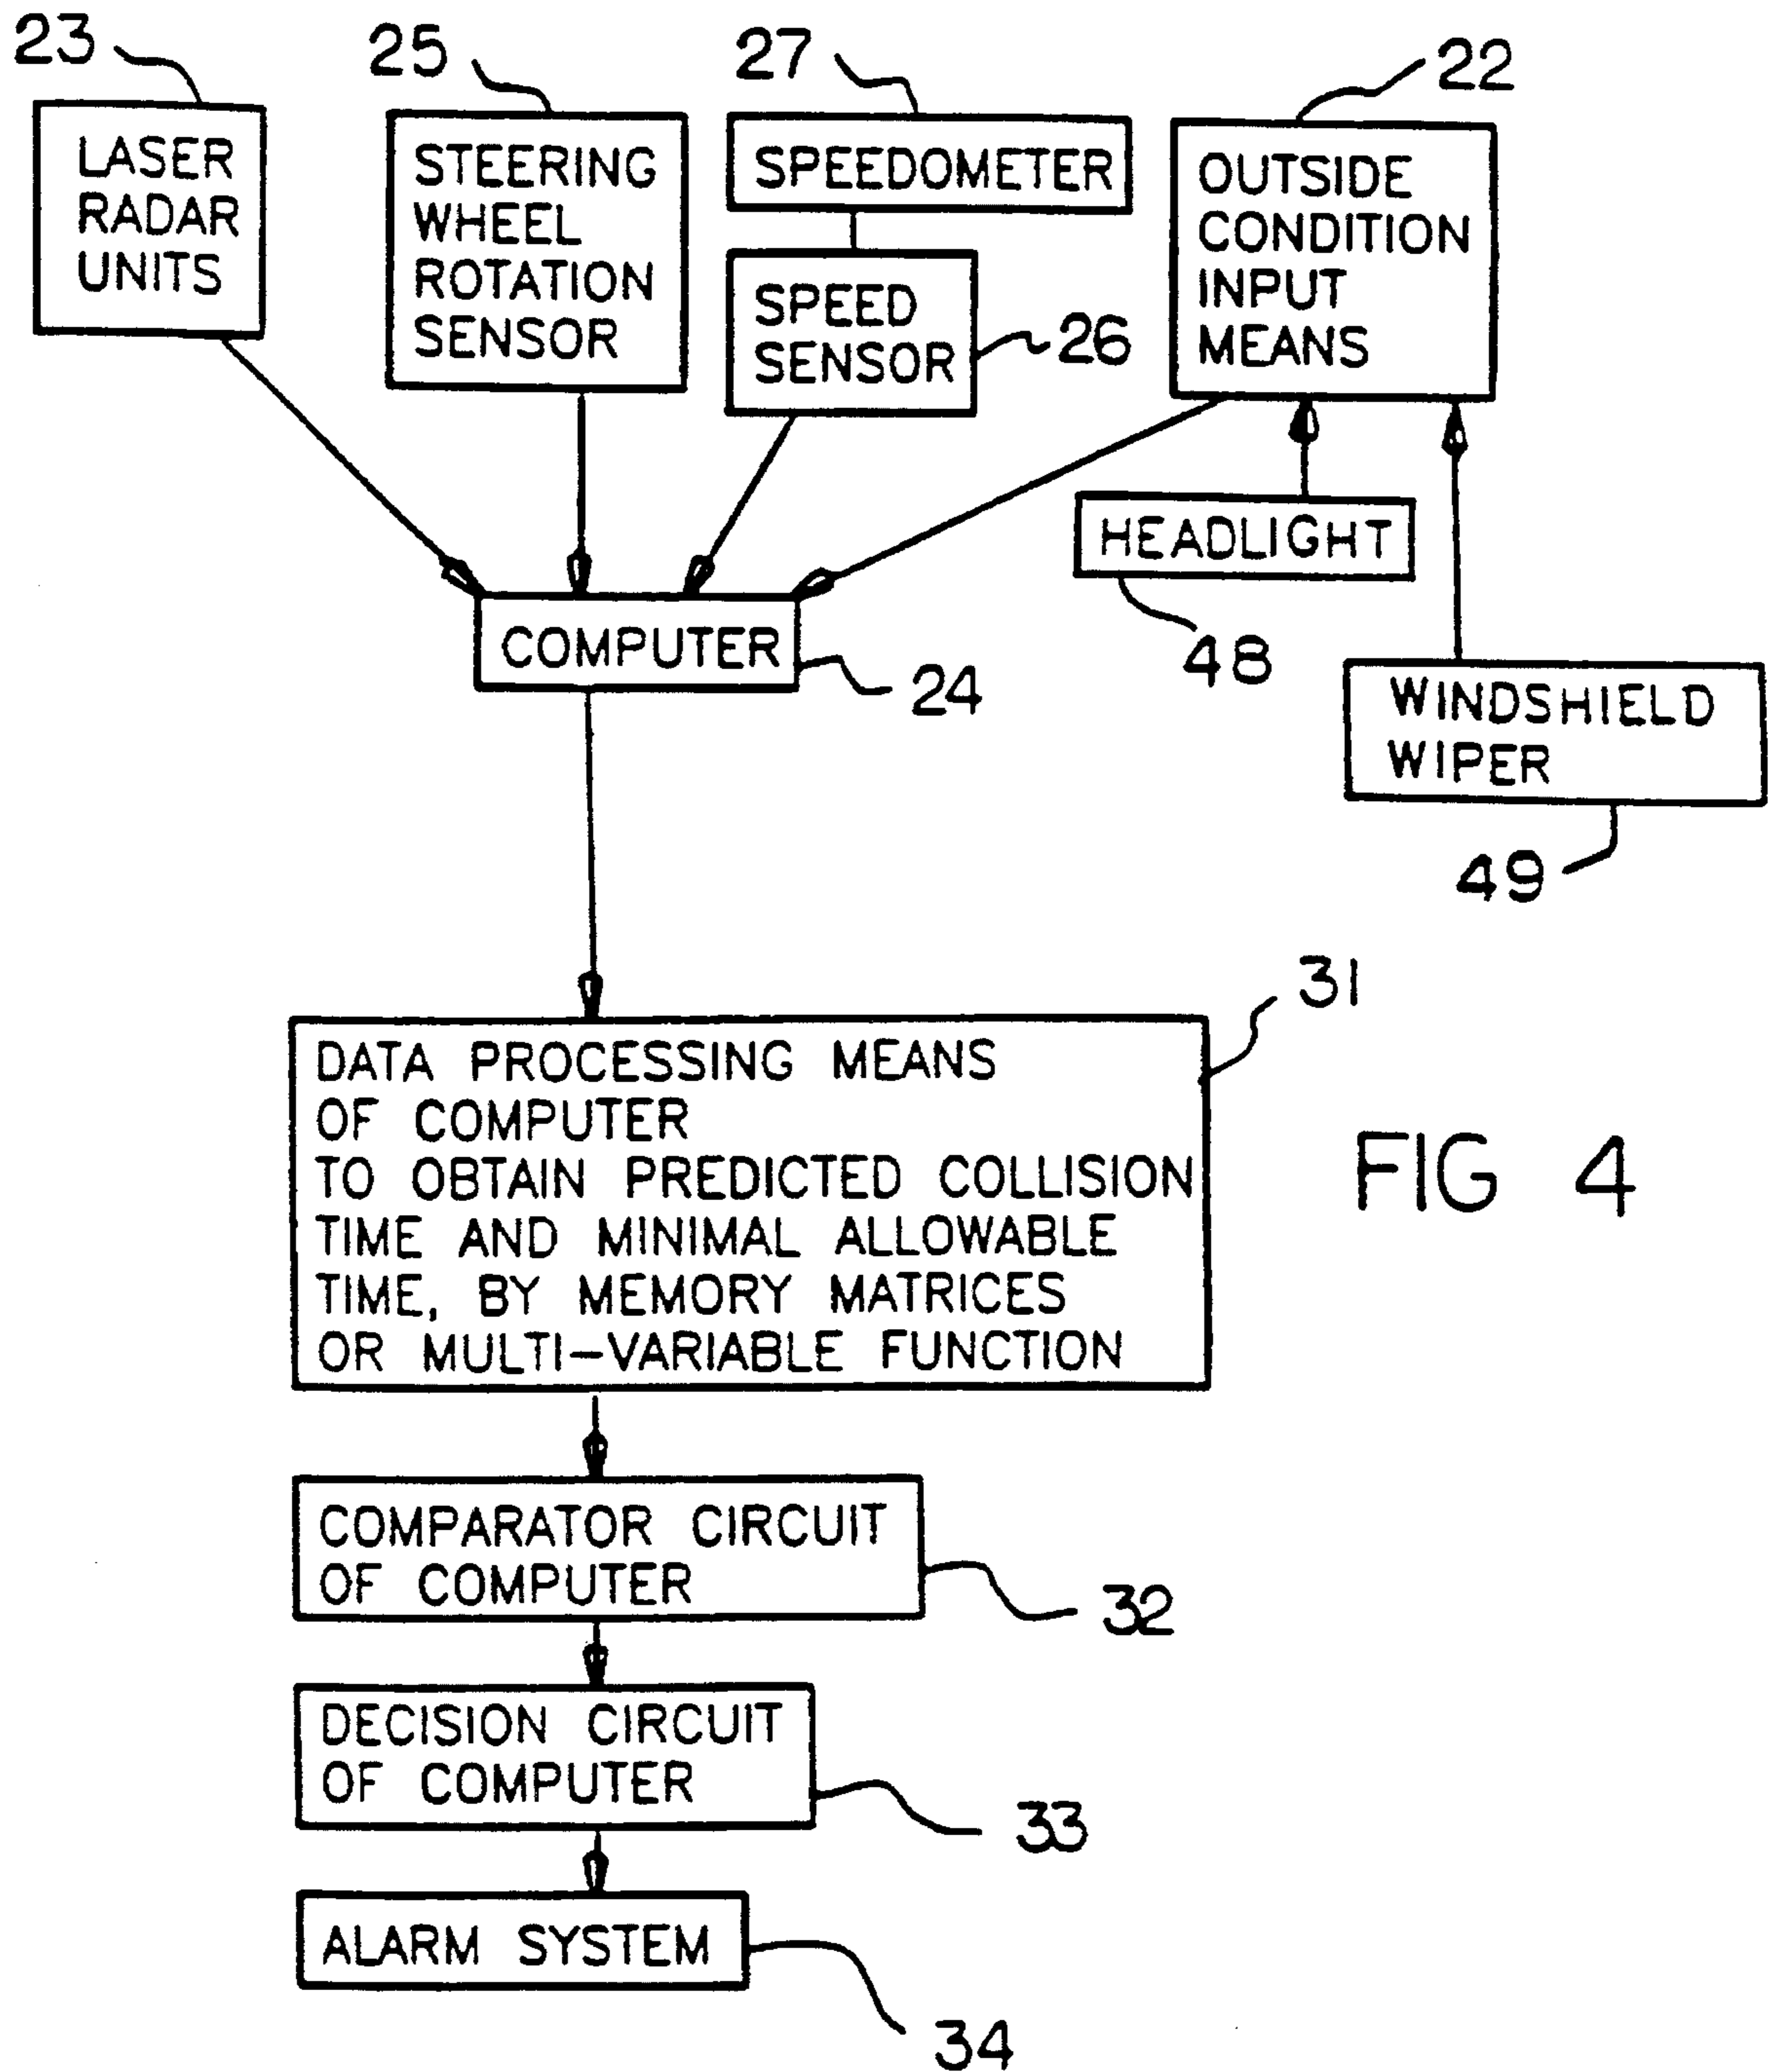 23
25
27
22
LASER
RADAR
UNITS
STEERING
WHEEL
ROTATION
SENSOR
SPEEDOMETER
SPEED
SENSOR
26
OUTSIDE
CONDITION
INPUT
MEANS
HEADLIGHT
48
COMPUTER
24
WINDSHIELD
WIPER
49
31
DATA PROCESSING MEANS
OF COMPUTER
TO OBTAIN PREDICTED COLLISION
TIME AND MINIMAL ALLOWABLE
TIME, BY MEMORY MATRICES
OR MULTI-VARIABLE FUNCTION
FIG 4
COMPARATOR CIRCUIT
OF COMPUTER
32
DECISION CIRCUIT
OF COMPUTER
33
ALARM SYSTEM
34